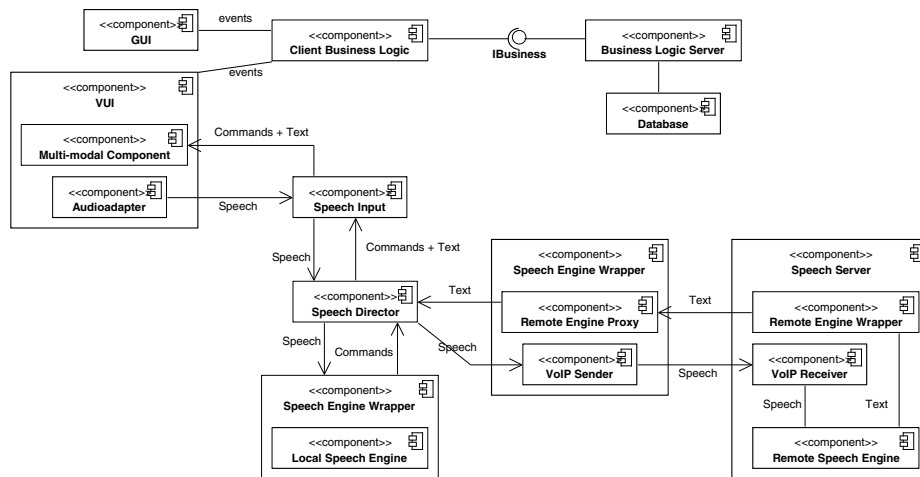 <<component>>
GUI
events
<<component>>
Client Business Logic
IBusiness
<<component>>
Business Logic Server
events
<<component>>
VUI
<<component>>
Database
<<component>>
Multi-modal Component
Commands + Text
<<component>>
Audioadapter
Speech
<<component>>
Speech Input
Speech
Commands + Text
<<component>>
Speech Engine Wrapper
<<component>>
Speech Server
<<component>>
Speech Director
Text
<<component>>
Remote Engine Proxy
Text
<<component>>
Remote Engine Wrapper
Speech
Commands
Speech
<<component>>
VoIP Sender
Speech
<<component>>
VoIP Receiver
<<component>>
Speech Engine Wrapper
Speech
Text
<<component>>
Local Speech Engine
<<component>>
Remote Speech Engine